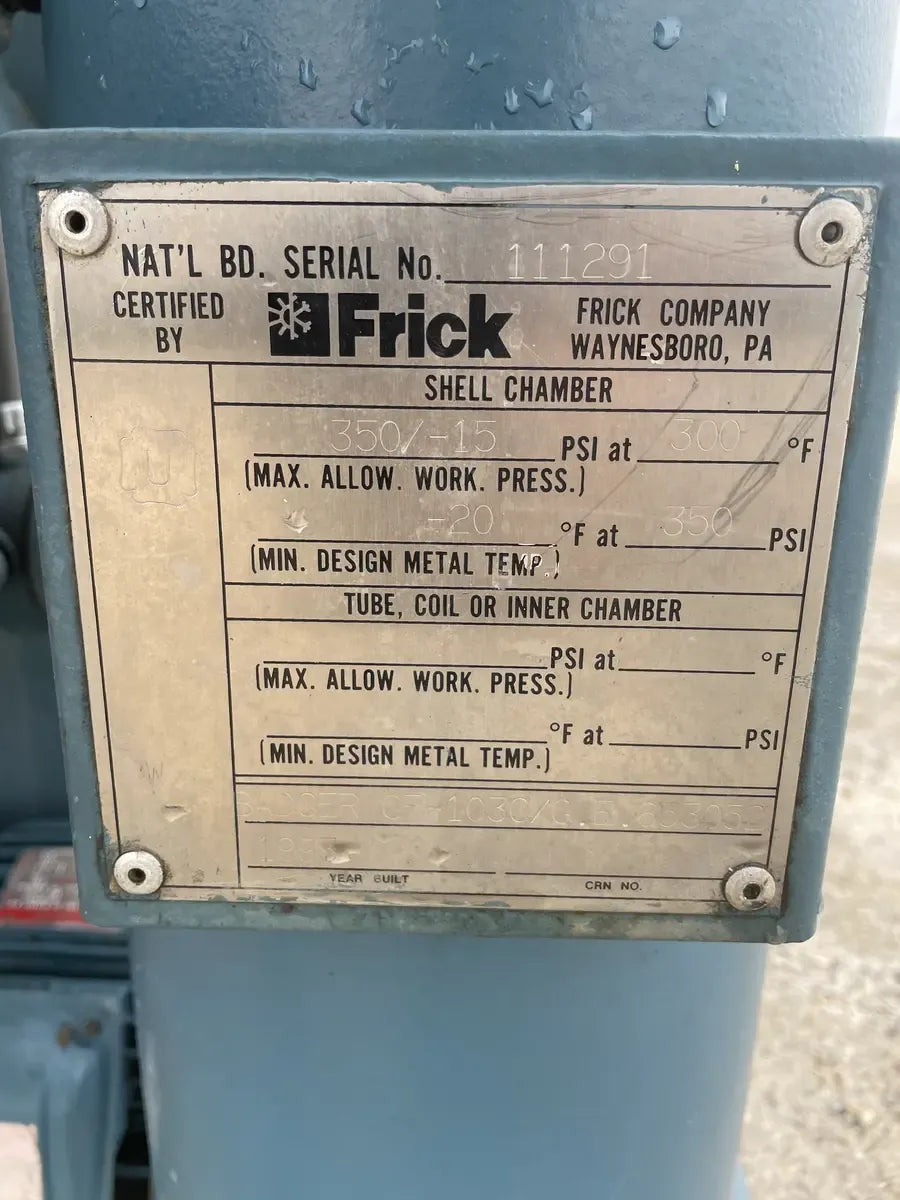 NAT'L BD. SERIAL No. 111291
CERTIFIED BY
Frick
FRICK COMPANY
WAYNESBORO, PA
SHELL CHAMBER
350/-15 PSI at 300 °F
(MAX. ALLOW. WORK. PRESS.)
-20 °F at 350 PSI
(MIN. DESIGN METAL TEMP.)
U
TUBE, COIL OR INNER CHAMBER
PSI at °F
(MAX. ALLOW. WORK. PRESS.)
°F at PSI
(MIN. DESIGN METAL TEMP.)
YEAR BUILT
CRN NO.